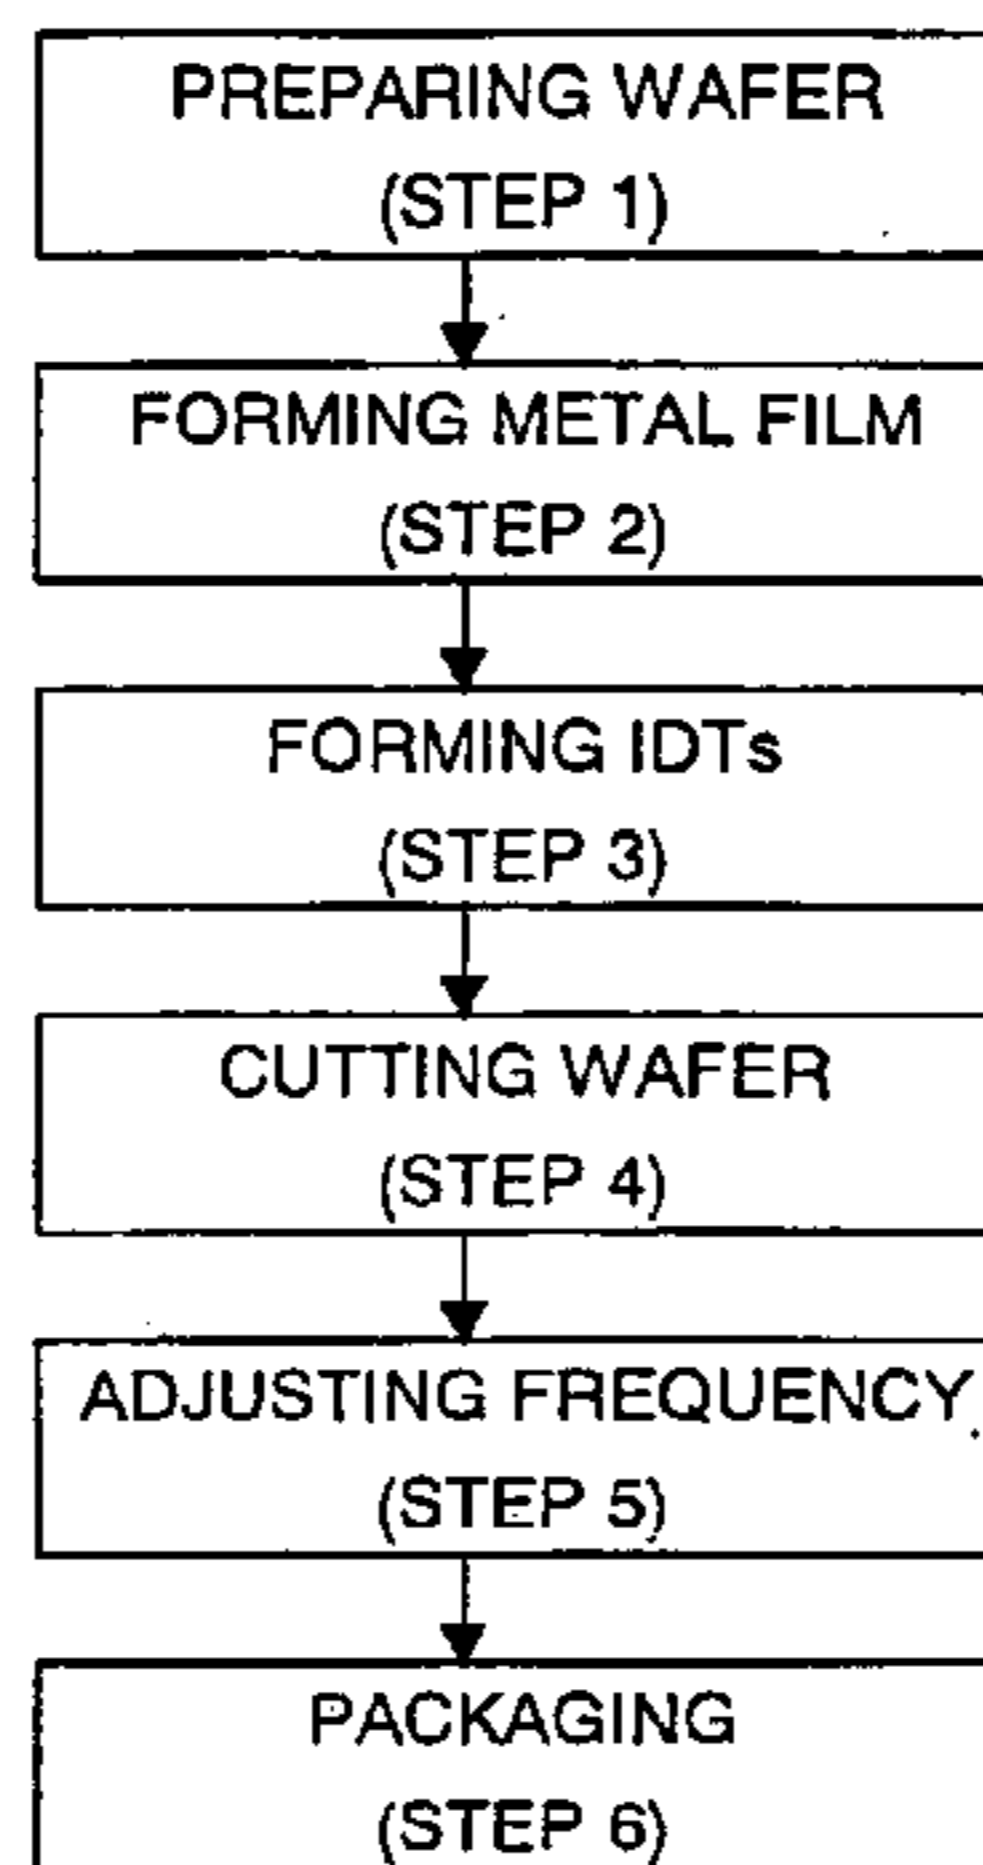 PREPARING WAFER
(STEP 1)
FORMING METAL FILM
(STEP 2)
FORMING IDTs
(STEP 3)
CUTTING WAFER
(STEP 4)
ADJUSTING FREQUENCY
(STEP 5)
PACKAGING
(STEP 6)